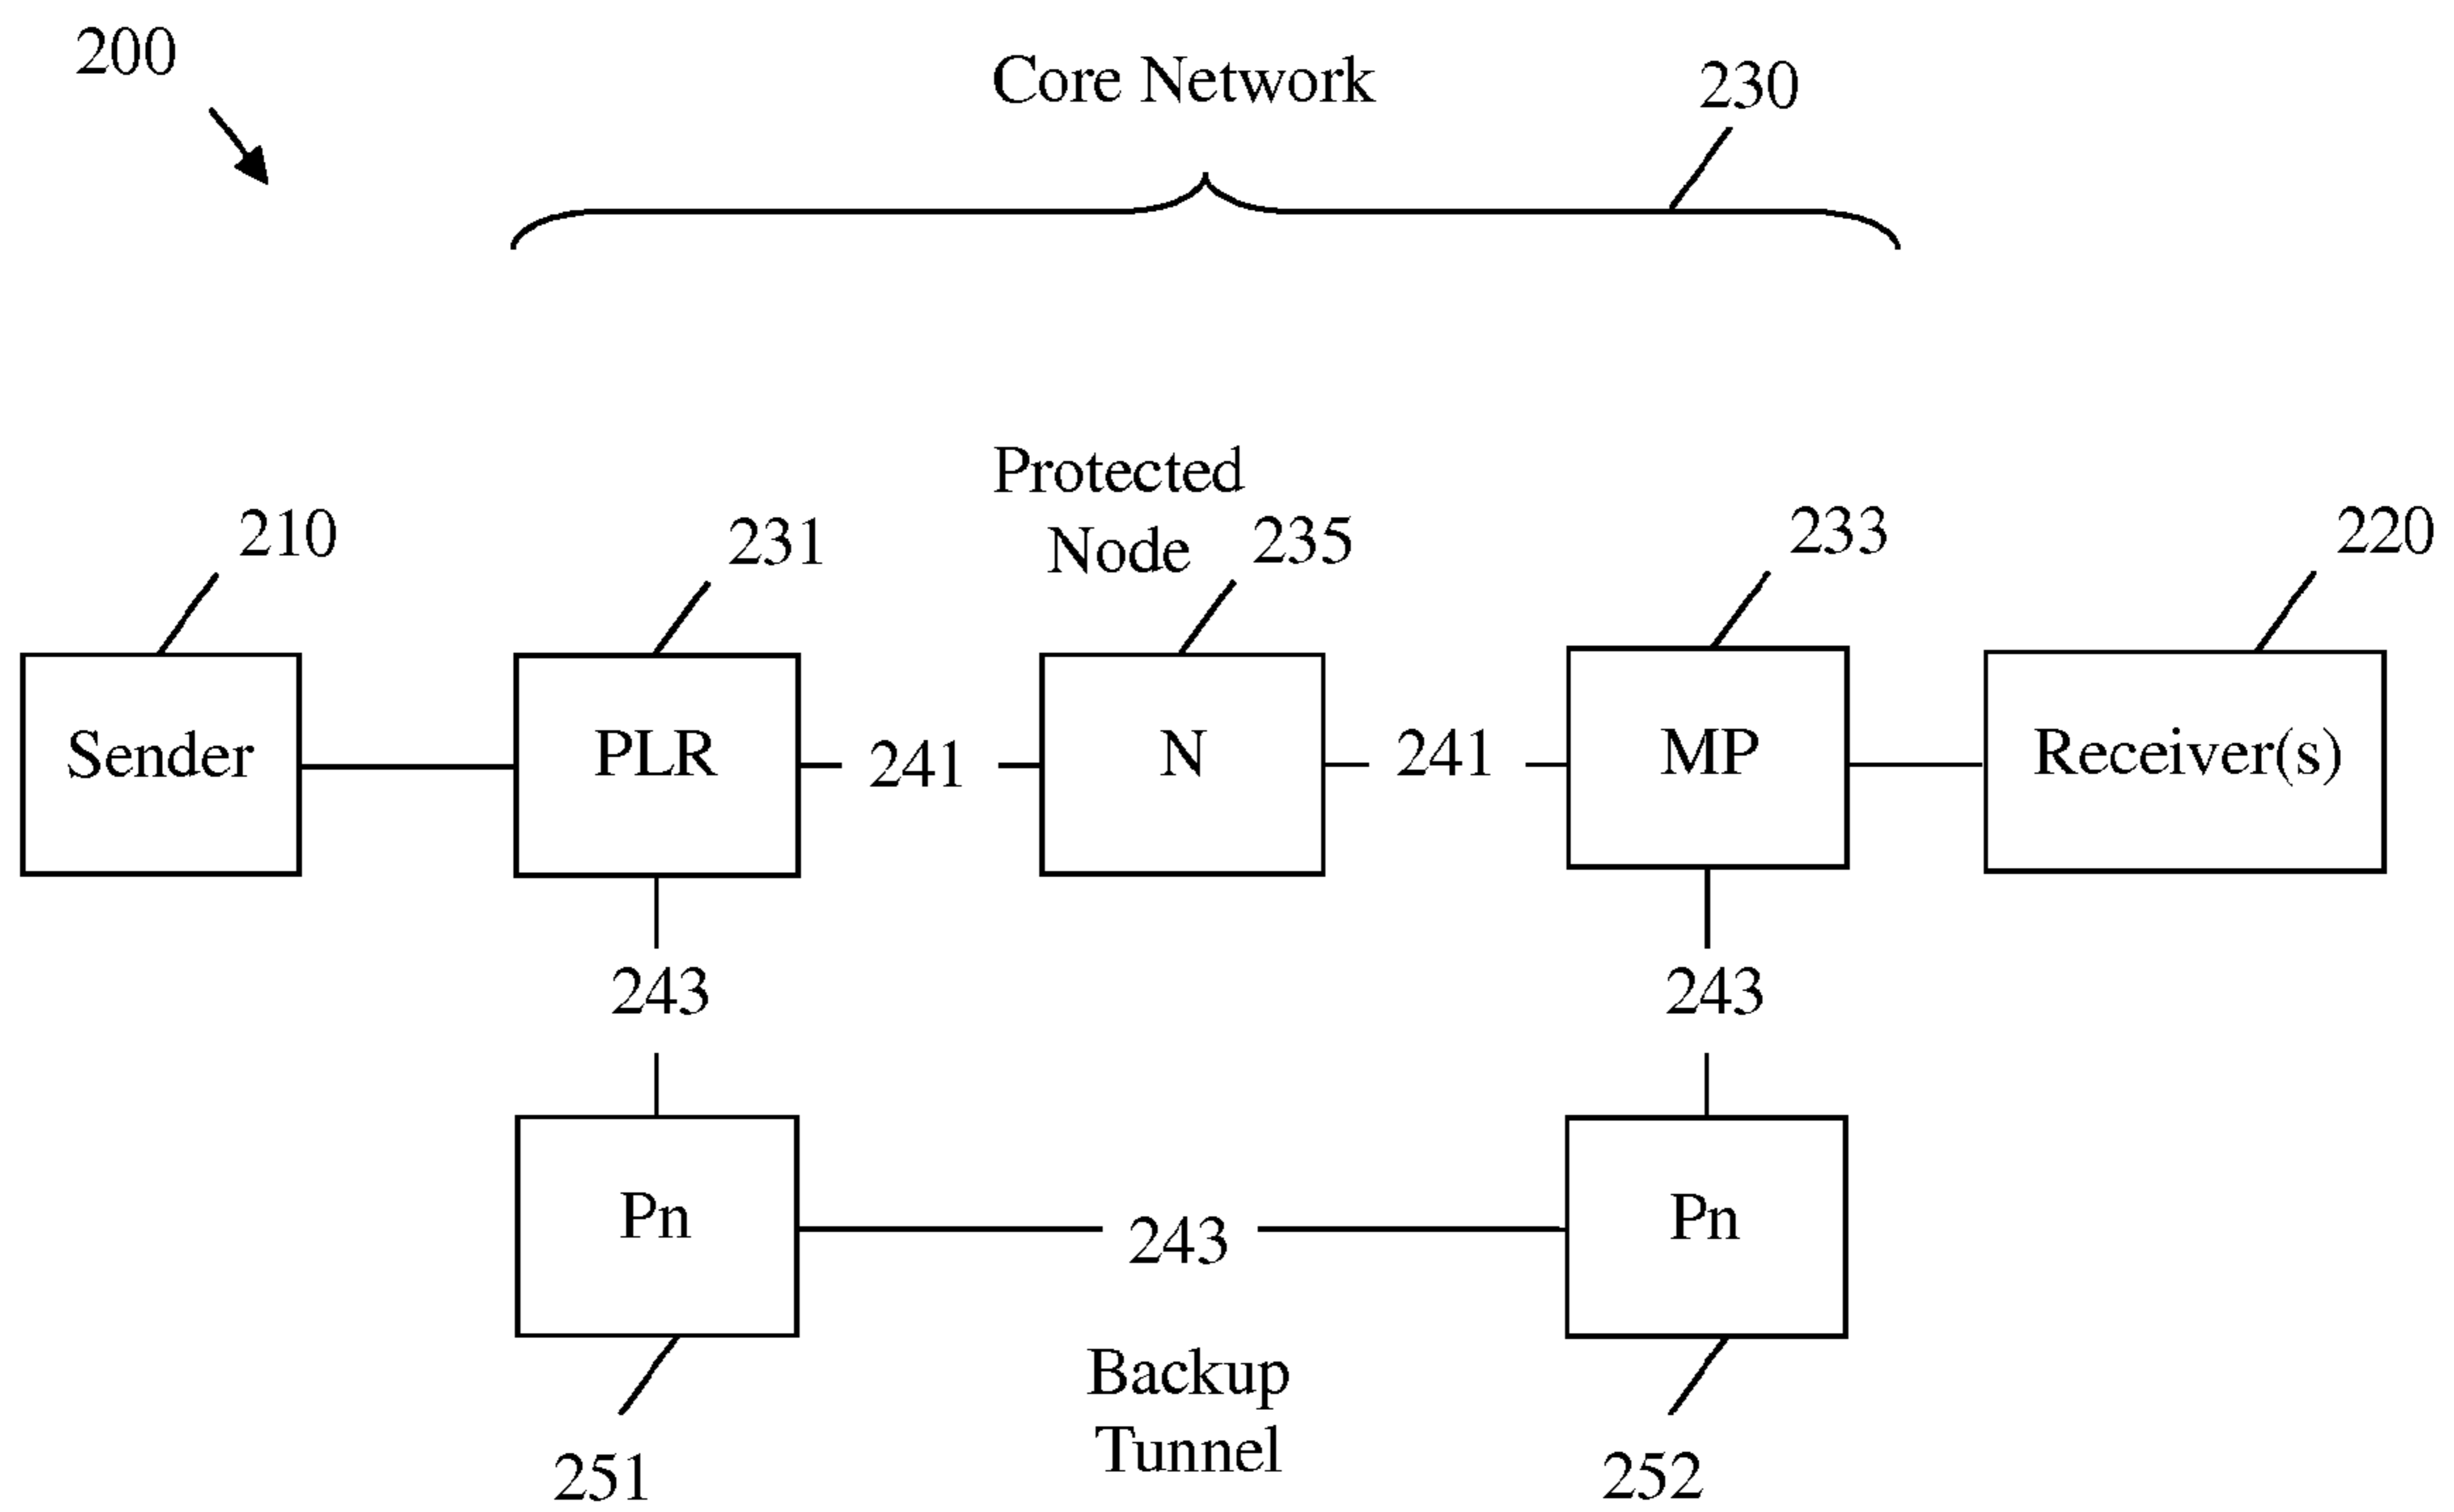 200
Core Network 230
Protected
Node
210 231 235 233 220
Sender PLR 241 N 241 MP Receiver(s)
243 243
Pn 243 Pn
Backup
Tunnel
251 252